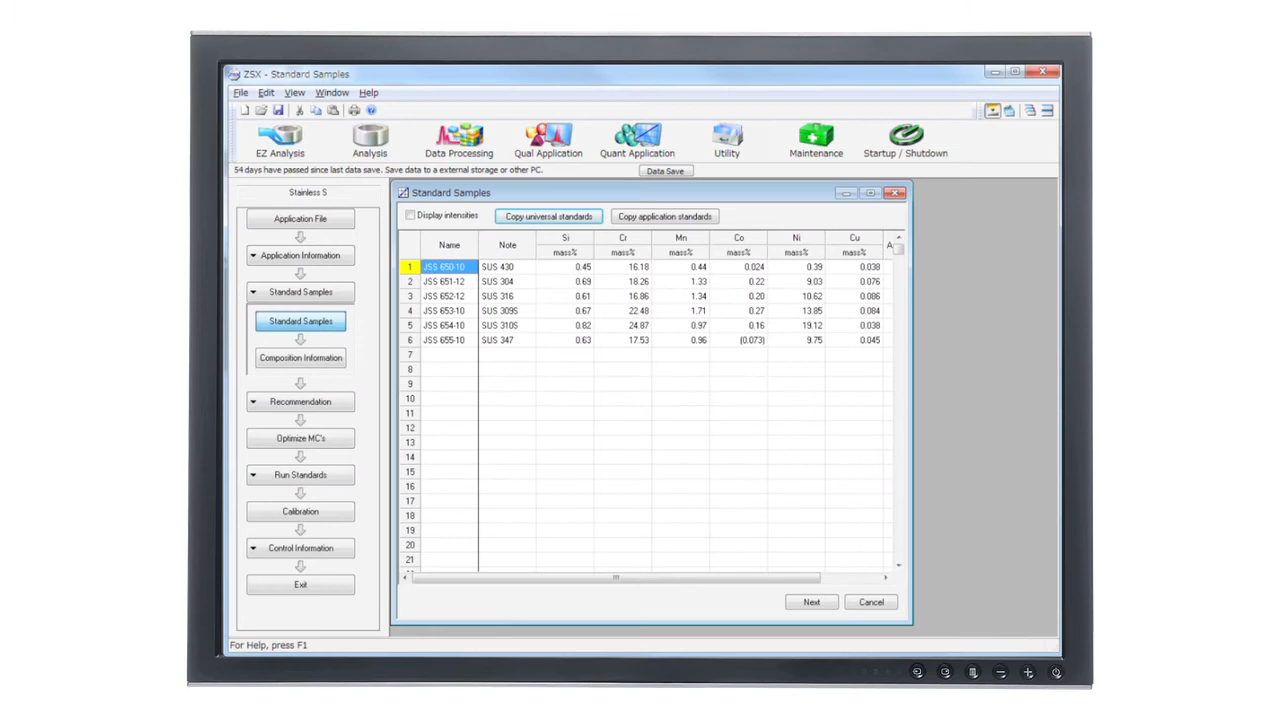 ZSX - Standard Samples
File Edit View Window Help
EZ Analysis Analysis Data Processing Qual Application Quant Application Utility Maintenance Startup / Shutdown
54 days have passed since last data save. Save data to a external storage or other PC. Data Save
Stainless S
Application File
Application Information
Standard Samples
Standard Samples
Composition Information
Recommendation
Optimize MC's
Run Standards
Calibration
Control Information
Exit
Standard Samples
Display intensities Copy universal standards Copy application standards
Name Note Si Cr Mn Co Ni Cu A
mass% mass% mass% mass% mass% mass%
1 JSS 650-10 SUS 430 0.45 16.18 0.44 0.024 0.39 0.038
2 JSS 651-12 SUS 304 0.69 18.26 1.33 0.22 9.03 0.076
3 JSS 652-12 SUS 316 0.61 16.86 1.34 0.20 10.62 0.086
4 JSS 653-10 SUS 309S 0.67 22.48 1.71 0.27 13.85 0.084
5 JSS 654-10 SUS 310S 0.82 24.87 0.97 0.16 19.12 0.038
6 JSS 655-10 SUS 347 0.63 17.53 0.96 (0.073) 9.75 0.045
7
8
9
10
11
12
13
14
15
16
17
18
19
20
21
Next Cancel
For Help, press F1